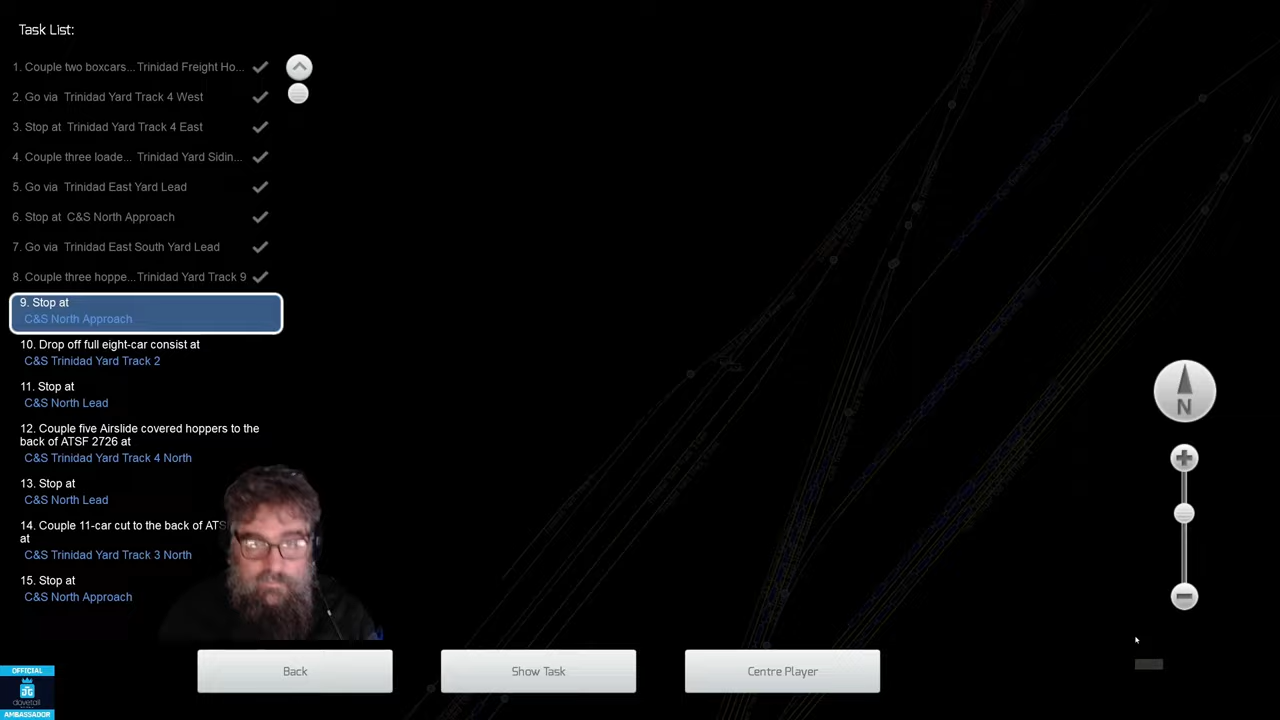 Task List:
1. Couple two boxcars... Trinidad Freight Ho...
2. Go via Trinidad Yard Track 4 West
3. Stop at Trinidad Yard Track 4 East
4. Couple three loade... Trinidad Yard Sidin...
5. Go via Trinidad East Yard Lead
6. Stop at C&S North Approach
7. Go via Trinidad East South Yard Lead
8. Couple three hoppe...Trinidad Yard Track 9
9. Stop at
C&S North Approach
10. Drop off full eight-car consist at
C&S Trinidad Yard Track 2
11. Stop at
C&S North Lead
12. Couple five Airslide covered hoppers to the
back of ATSF 2726 at
C&S Trinidad Yard Track 4 North
13. Stop at
C&S North Lead
14. Couple 11-car cut to the back of ATS
at
C&S Trinidad Yard Track 3 North
15. Stop at
C&S North Approach
N
Back
Show Task
Centre Player
OFFICIAL
dovetail
AMBASSADOR